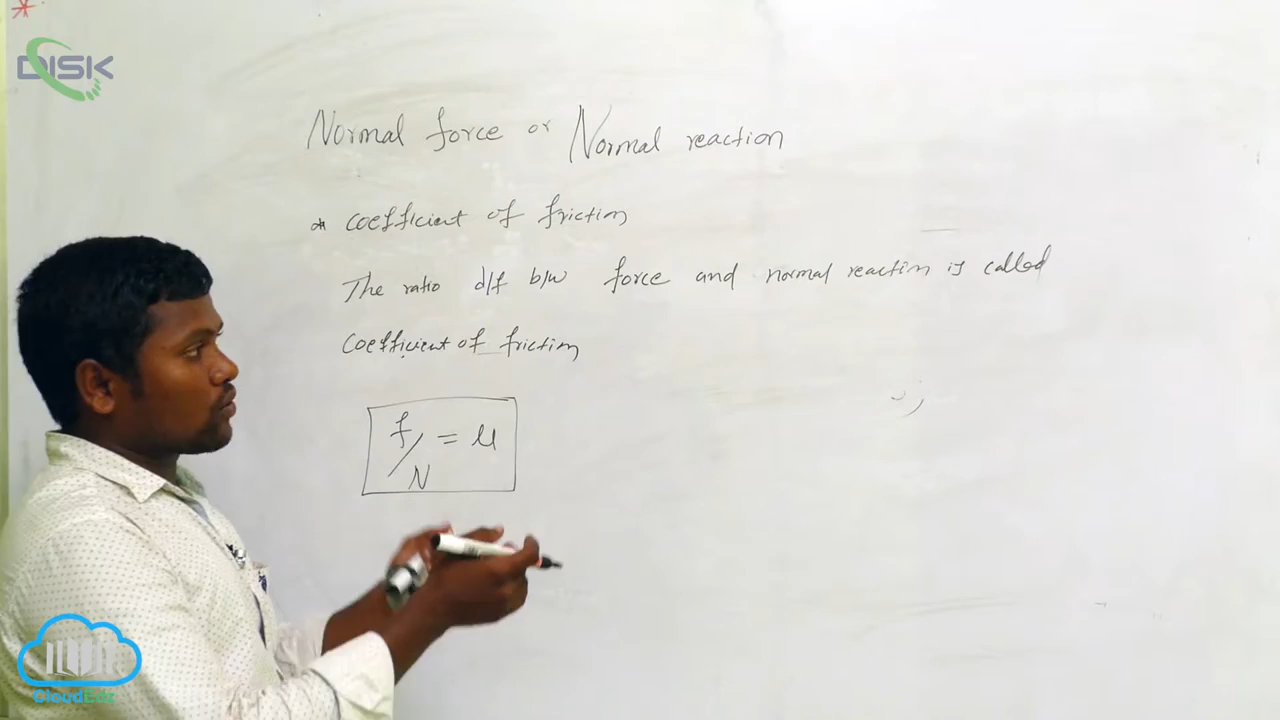 DISK
Normal force or Normal reaction
* coefficient of friction
The ratio d/f b/w force and normal reaction is called
coefficient of friction
f/N = μ
CloudEdz